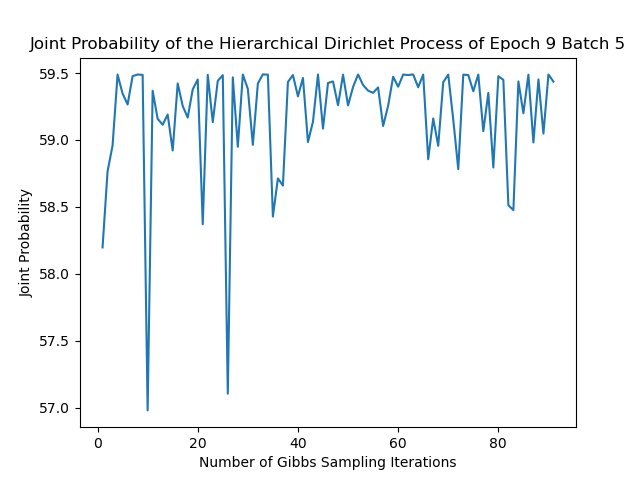 Joint Probability of the Hierarchical Dirichlet Process of Epoch 9 Batch 5
59.5
59.0
58.5
58.0
57.5
57.0
Joint Probability
0 20 40 60 80
Number of Gibbs Sampling Iterations